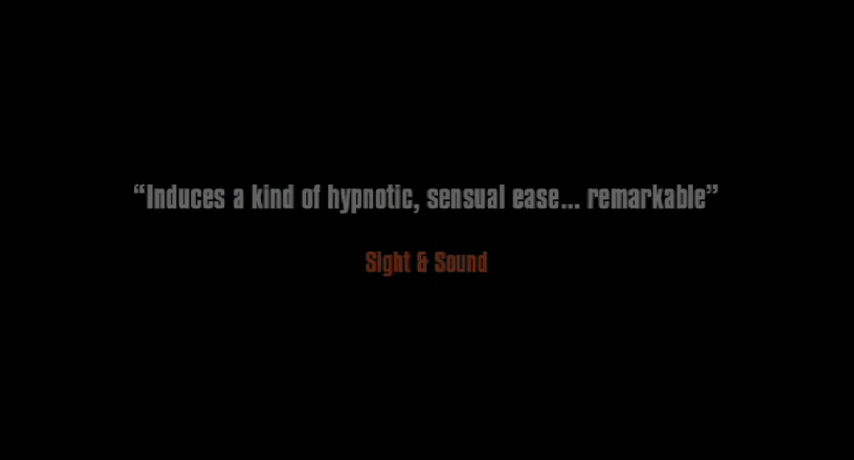 “Induces a kind of hypnotic, sensual ease... remarkable”
Sight & Sound